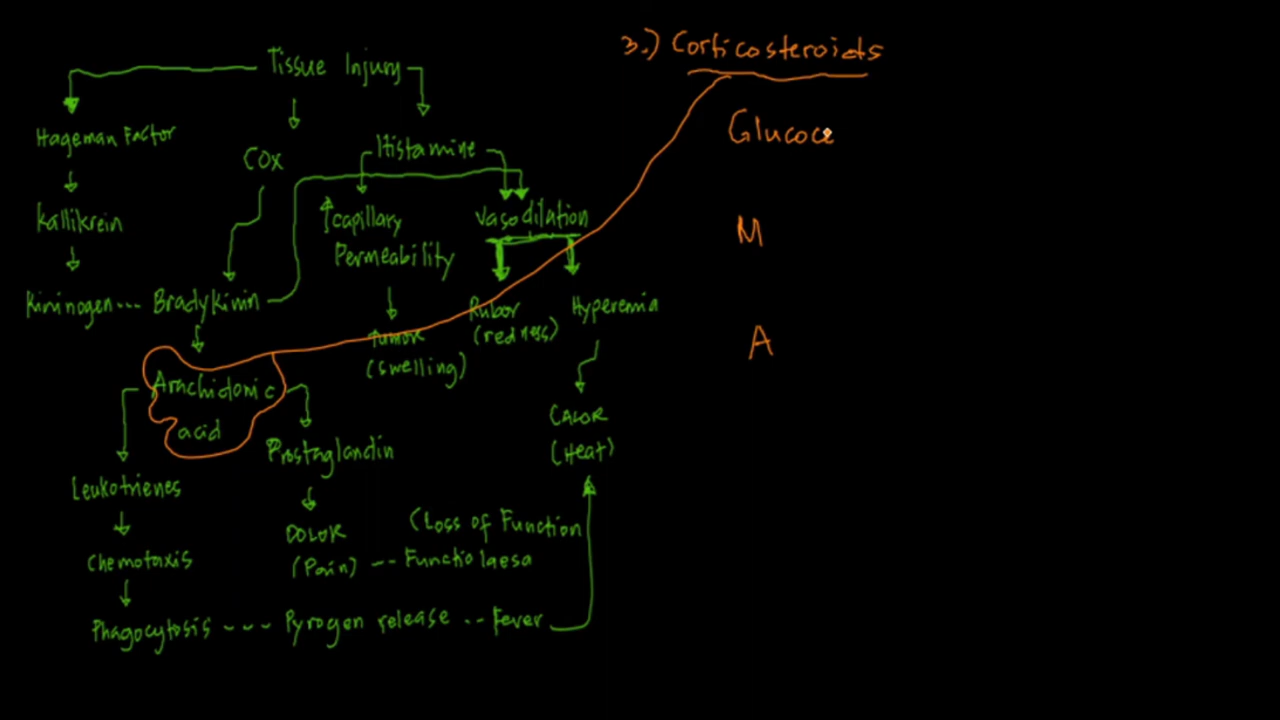 3.) Corticosteroids
Tissue Injury
Glucoco
Hageman Factor
COX
Histamine
Kallikrein
↑capillary
Permeability
Vasodilation
M
Kininogen --- Bradykinin
Rubor
(redness)
Hyperemia
Tumor
(swelling)
A
Arachidonic
acid
CALOR
(Heat)
Prostaglandin
Leukotrienes
DOLOR
(Pain) -- Functio laesa
(Loss of Function
Chemotaxis
Phagocytosis --- Pyrogen release -- Fever